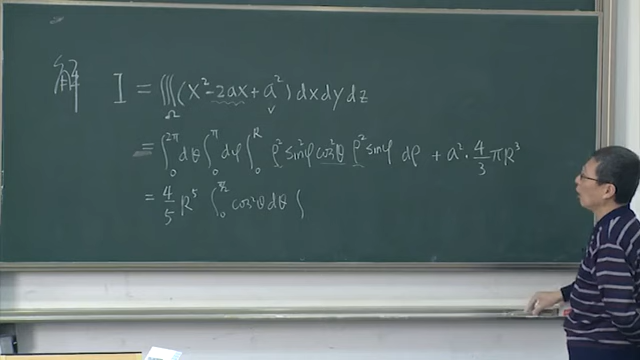 解 I = ∭_Ω (x² - 2ax + a²) dxdydz
= ∫₀^{2π} dθ ∫₀^{π} dφ ∫₀^{R} ρ² sin²φ cos²θ ρ² sinφ dρ + a² · 4/3 πR³
= 4/5 R⁵ ∫₀^{π/2} cos²θ dθ ∫